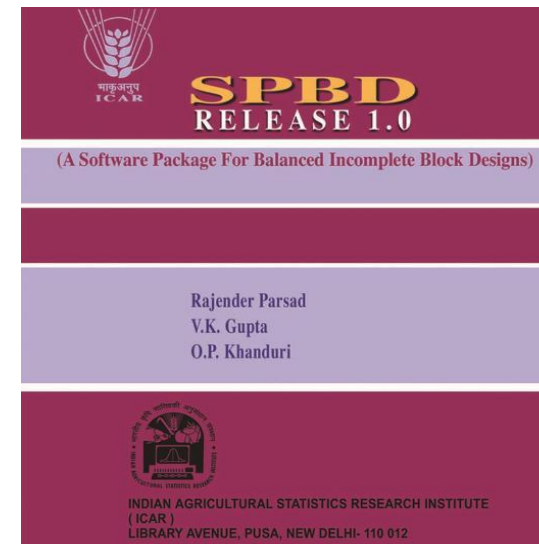 भाकृअनुप
ICAR
SPBD
RELEASE 1.0
(A Software Package For Balanced Incomplete Block Designs)
Rajender Parsad
V.K. Gupta
O.P. Khanduri
INDIAN AGRICULTURAL STATISTICS RESEARCH INSTITUTE
( ICAR )
LIBRARY AVENUE, PUSA, NEW DELHI- 110 012